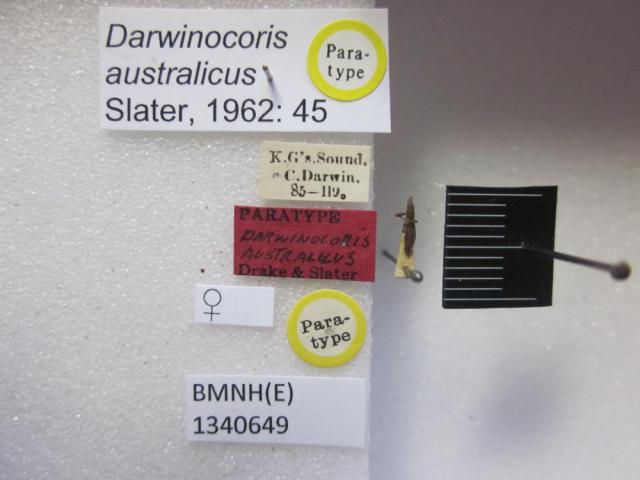 Darwinocoris
australicus
Slater, 1962: 45
Para-
type
K.G's.Sound.
C.Darwin.
85—119.
PARATYPE
DARWINOCORIS
AUSTRALICUS
Drake & Slater
♀
Para-
type
BMNH(E)
1340649